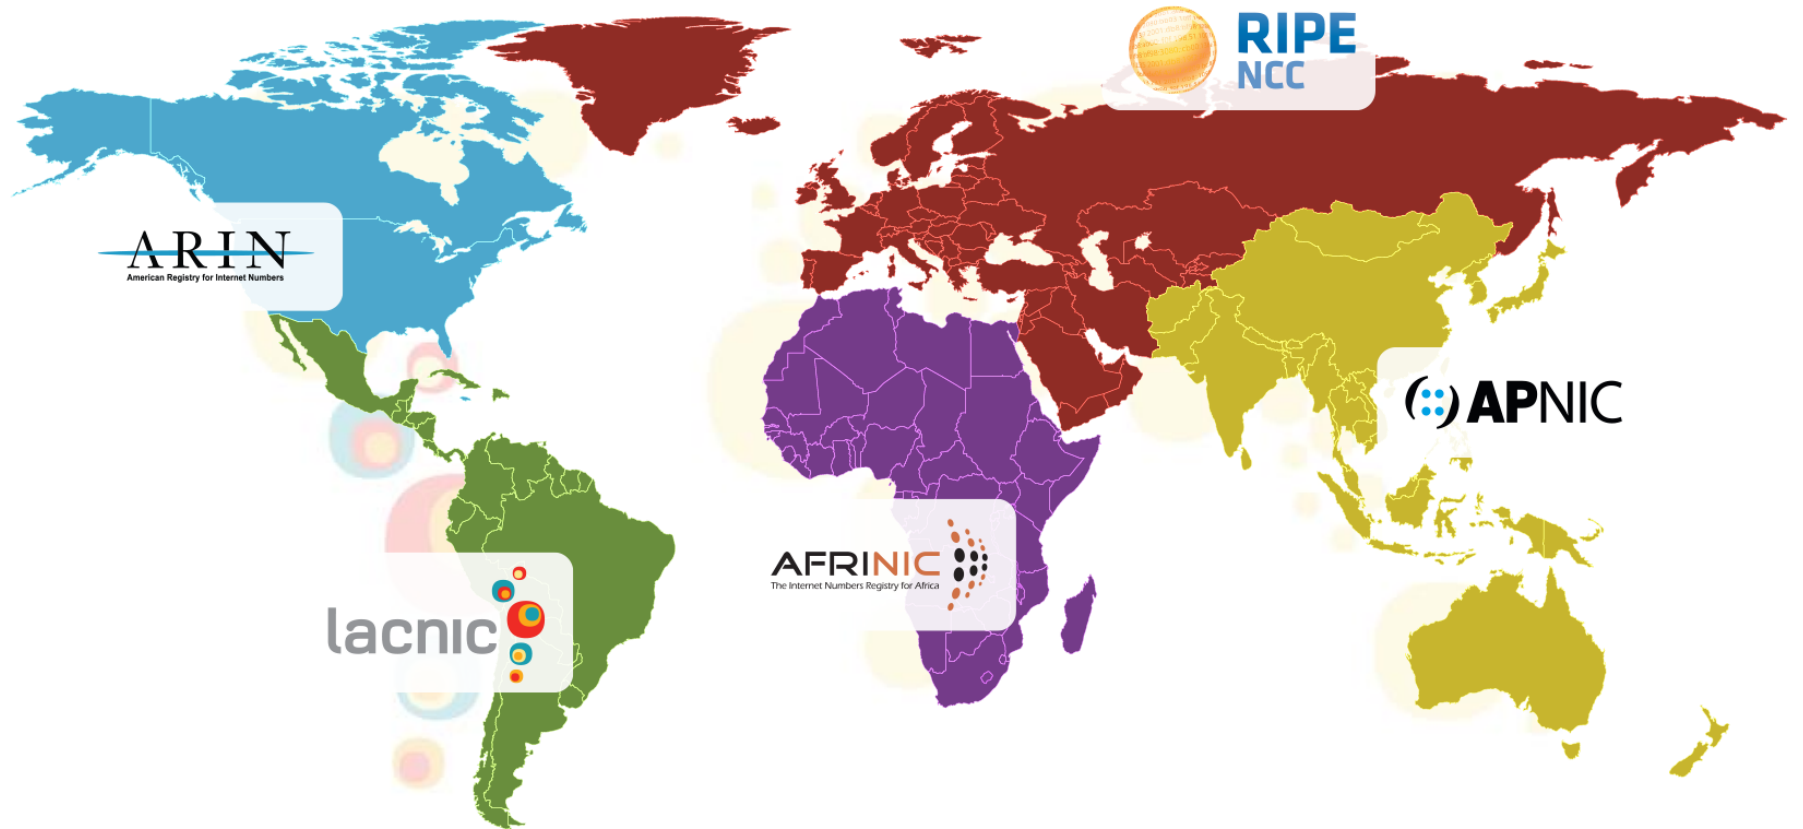 RIPE
NCC
ARIN
American Registry for Internet Numbers
APNIC
AFRINIC
The Internet Numbers Registry for Africa
lacnic